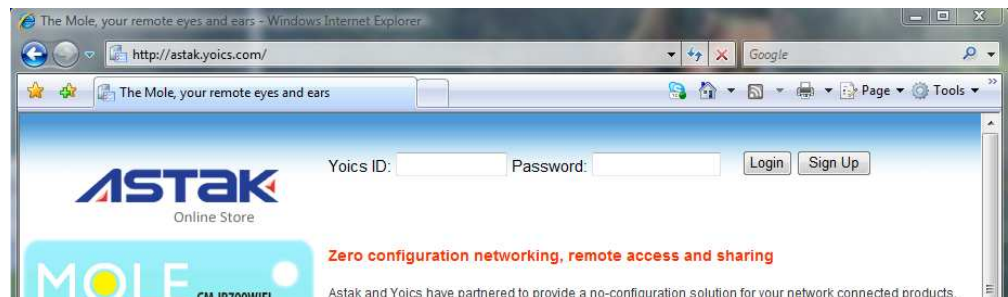 The Mole, your remote eyes and ears - Windows Internet Explorer
http://astak.yoics.com/
Google
The Mole, your remote eyes and ears
Page
Tools
Yoics ID:
Password:
Login
Sign Up
ASTAK
Online Store
Zero configuration networking, remote access and sharing
MOLE
Astak and Yoics have partnered to provide a no-configuration solution for your network connected products.